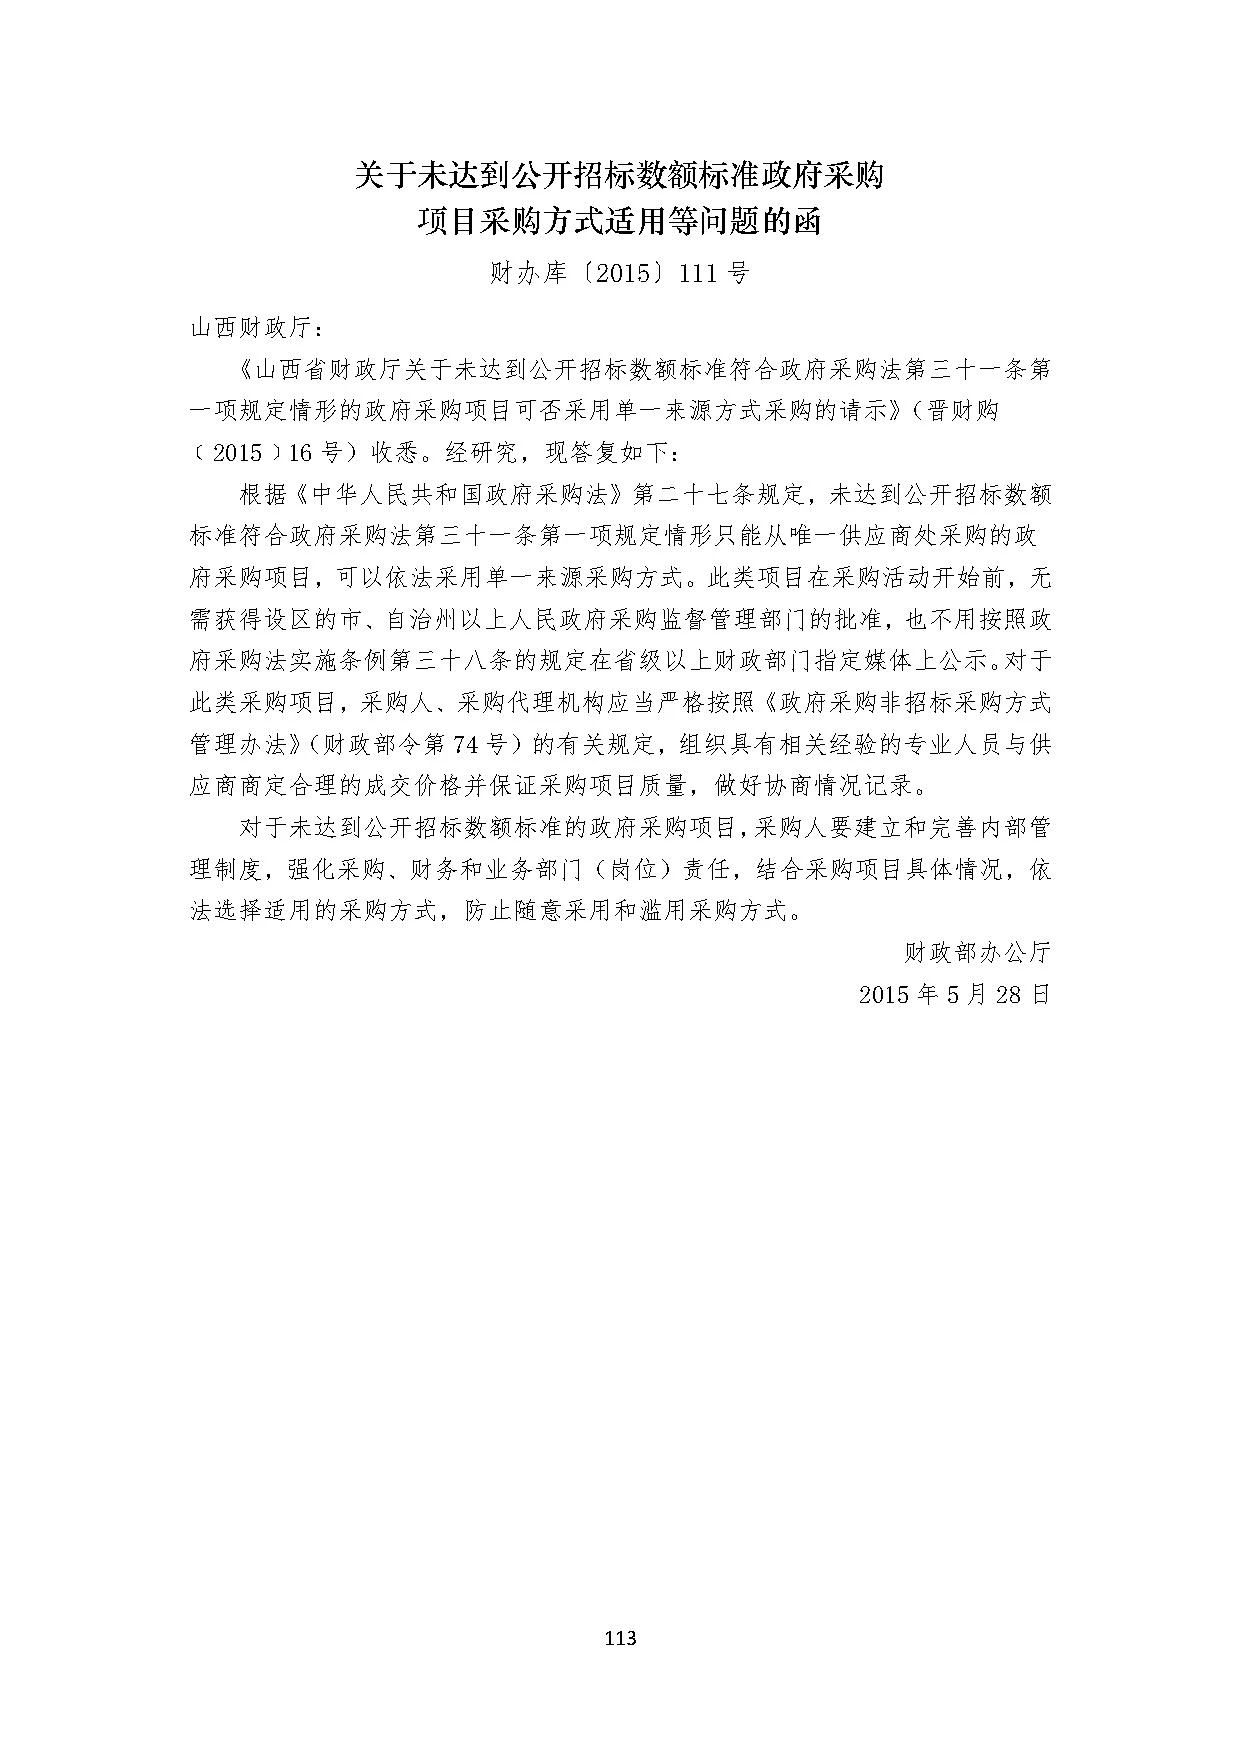 关于未达到公开招标数额标准政府采购
项目采购方式适用等问题的函
财办库〔2015〕111 号
山西财政厅：
《山西省财政厅关于未达到公开招标数额标准符合政府采购法第三十一条第
一项规定情形的政府采购项目可否采用单一来源方式采购的请示》（晋财购
﹝2015﹞16 号）收悉。经研究，现答复如下：
根据《中华人民共和国政府采购法》第二十七条规定，未达到公开招标数额
标准符合政府采购法第三十一条第一项规定情形只能从唯一供应商处采购的政
府采购项目，可以依法采用单一来源采购方式。此类项目在采购活动开始前，无
需获得设区的市、自治州以上人民政府采购监督管理部门的批准，也不用按照政
府采购法实施条例第三十八条的规定在省级以上财政部门指定媒体上公示。对于
此类采购项目，采购人、采购代理机构应当严格按照《政府采购非招标采购方式
管理办法》（财政部令第 74 号）的有关规定，组织具有相关经验的专业人员与供
应商商定合理的成交价格并保证采购项目质量，做好协商情况记录。
对于未达到公开招标数额标准的政府采购项目，采购人要建立和完善内部管
理制度，强化采购、财务和业务部门（岗位）责任，结合采购项目具体情况，依
法选择适用的采购方式，防止随意采用和滥用采购方式。
财政部办公厅
2015 年 5 月 28 日
113